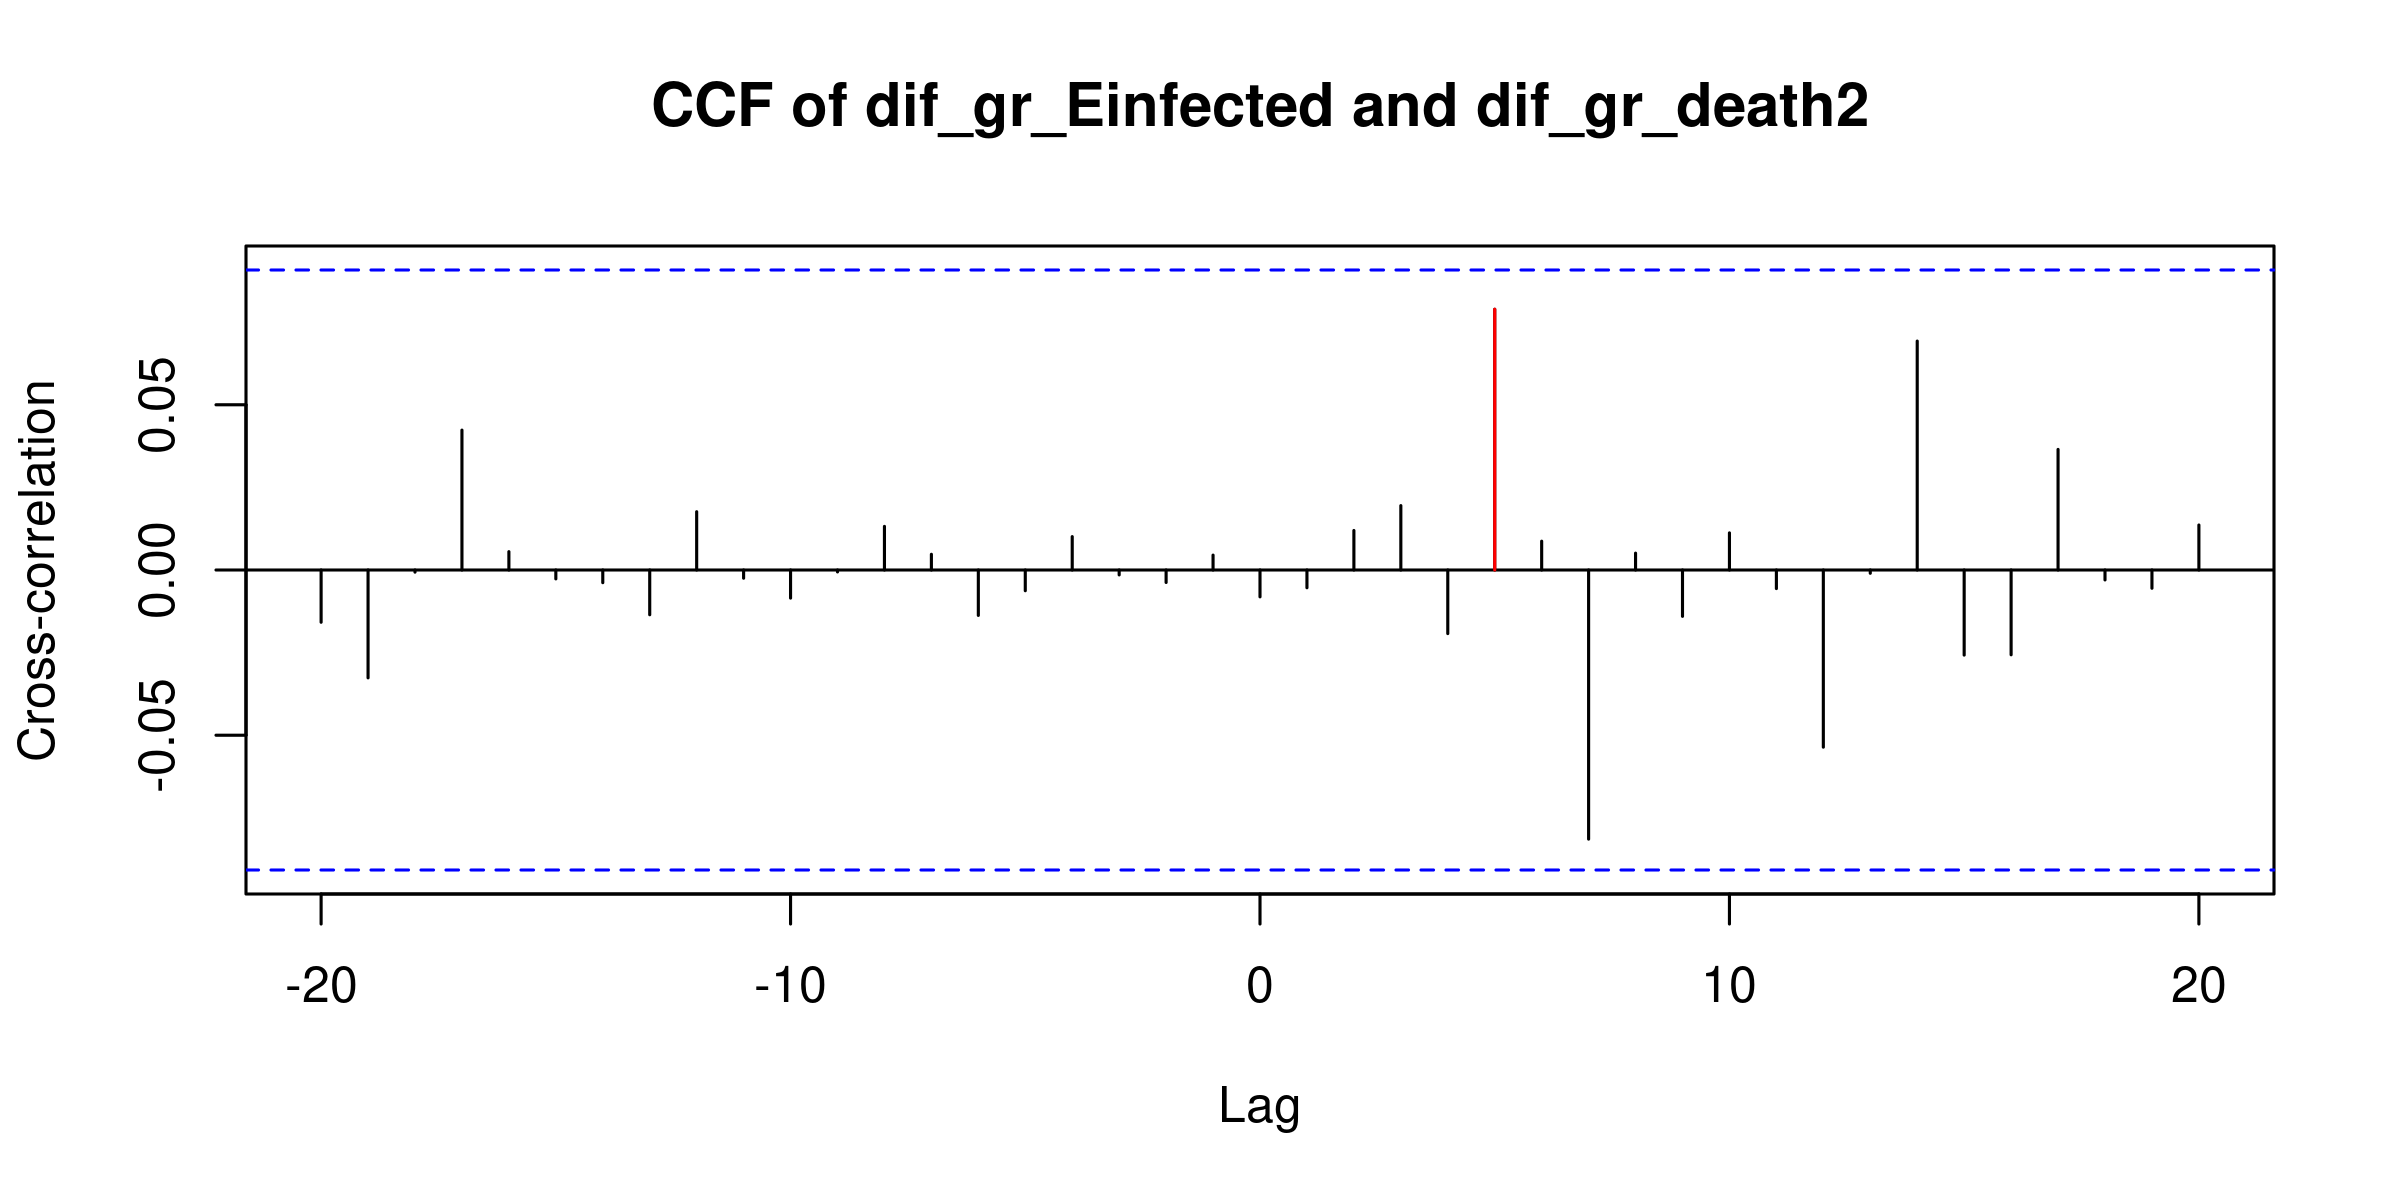 CCF of dif_gr_Einfected and dif_gr_death2
Cross-correlation
0.05
0.00
-0.05
-20 -10 0 10 20
Lag